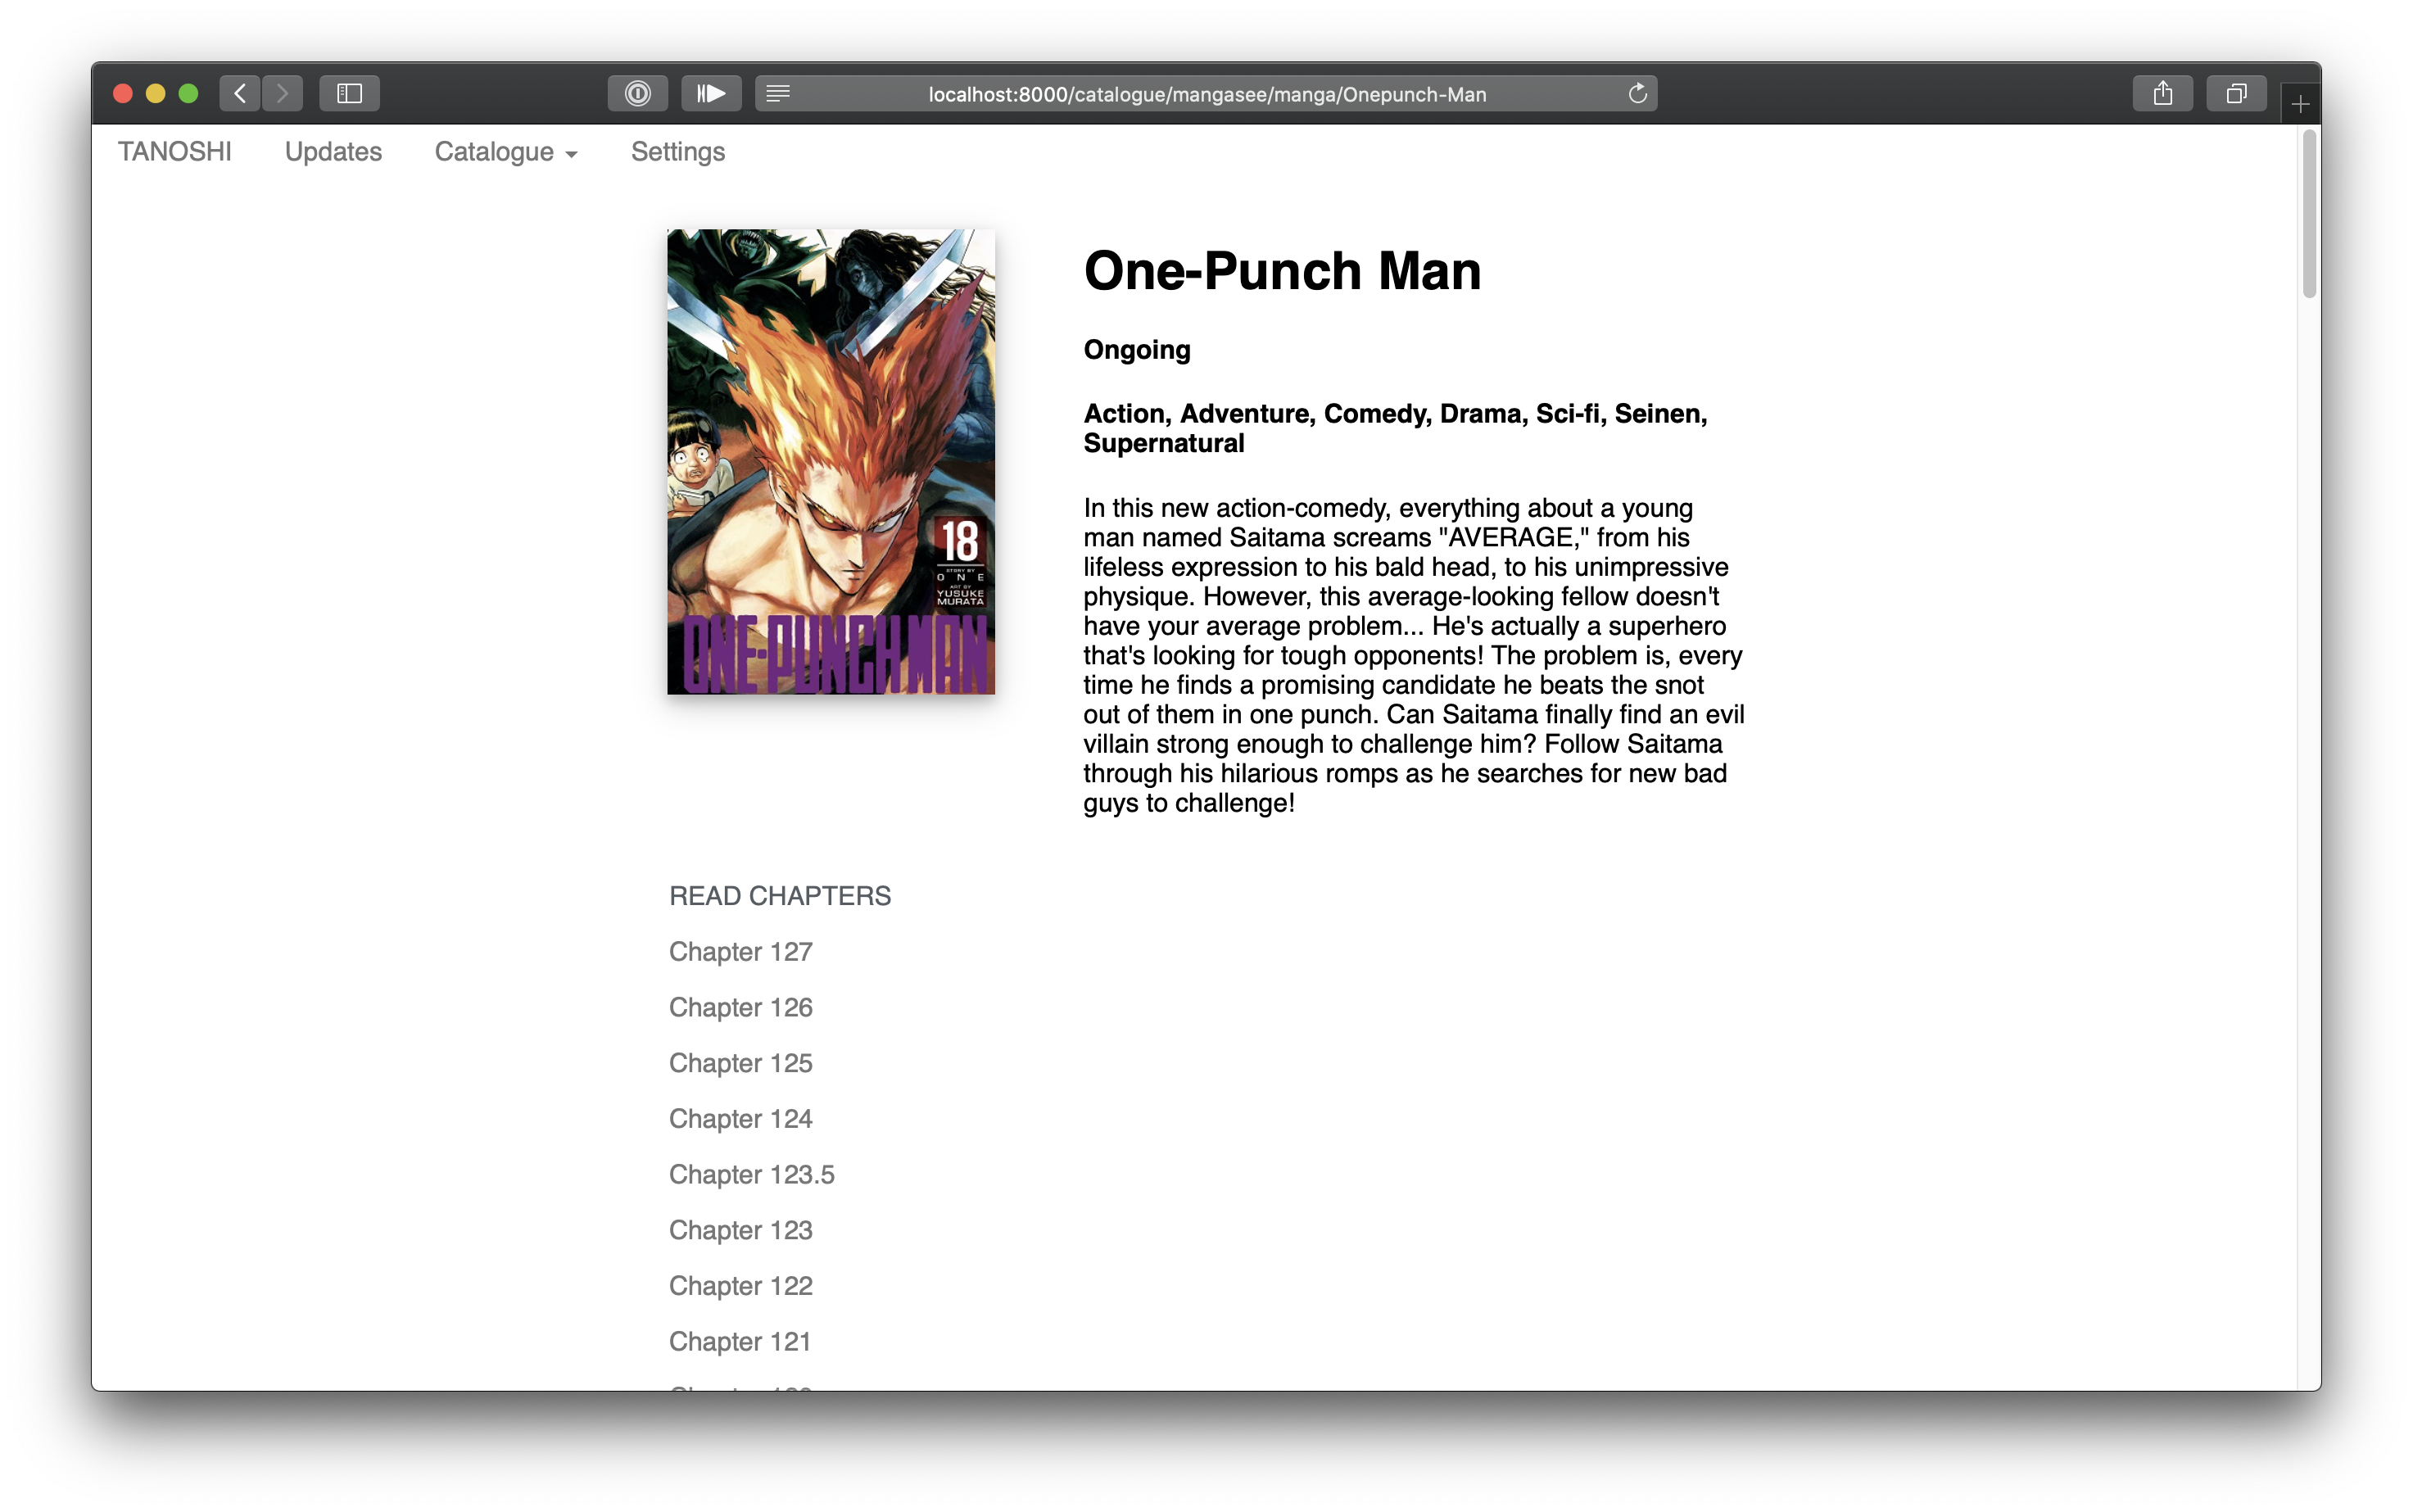 localhost:8000/catalogue/mangasee/manga/Onepunch-Man
TANOSHI Updates Catalogue Settings
One-Punch Man
Ongoing
Action, Adventure, Comedy, Drama, Sci-fi, Seinen,
Supernatural
In this new action-comedy, everything about a young
man named Saitama screams "AVERAGE," from his
lifeless expression to his bald head, to his unimpressive
physique. However, this average-looking fellow doesn't
have your average problem... He's actually a superhero
that's looking for tough opponents! The problem is, every
time he finds a promising candidate he beats the snot
out of them in one punch. Can Saitama finally find an evil
villain strong enough to challenge him? Follow Saitama
through his hilarious romps as he searches for new bad
guys to challenge!
18
STORY BY
ONE
ART BY
YUSUKE
MURATA
ONE-PUNCH MAN
READ CHAPTERS
Chapter 127
Chapter 126
Chapter 125
Chapter 124
Chapter 123.5
Chapter 123
Chapter 122
Chapter 121